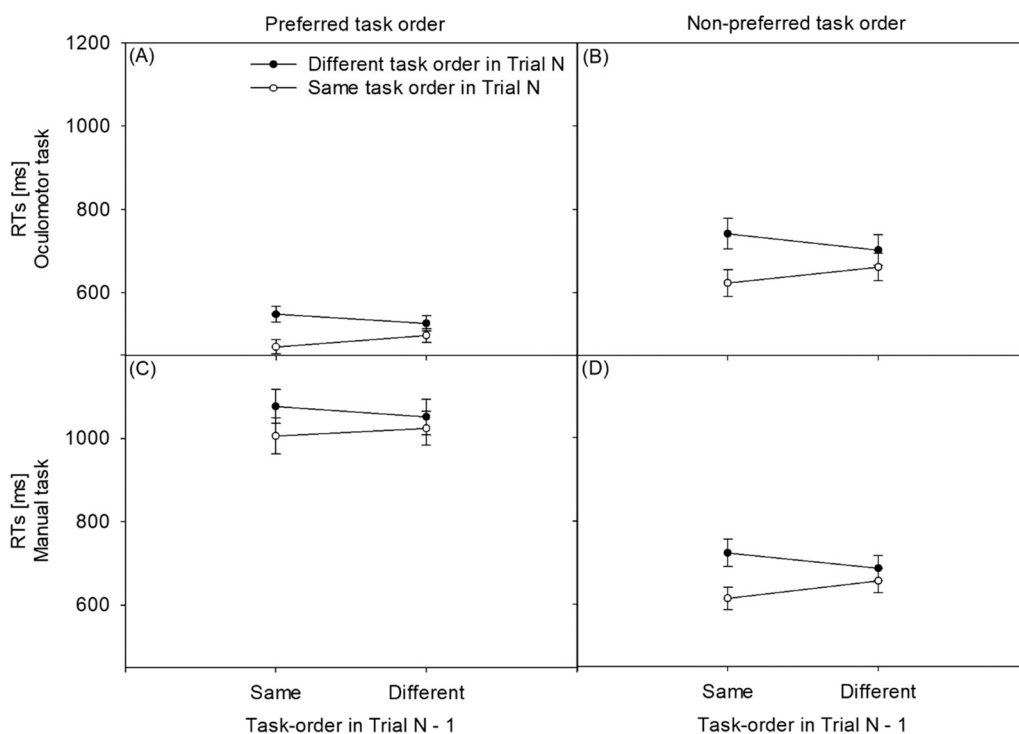 Preferred task order
Non-preferred task order
(A)
Different task order in Trial N
Same task order in Trial N
(B)
1200
1000
800
600
RTs [ms]
Oculomotor task
(C)
(D)
1000
800
600
RTs [ms]
Manual task
Same
Different
Same
Different
Task-order in Trial N - 1
Task-order in Trial N - 1